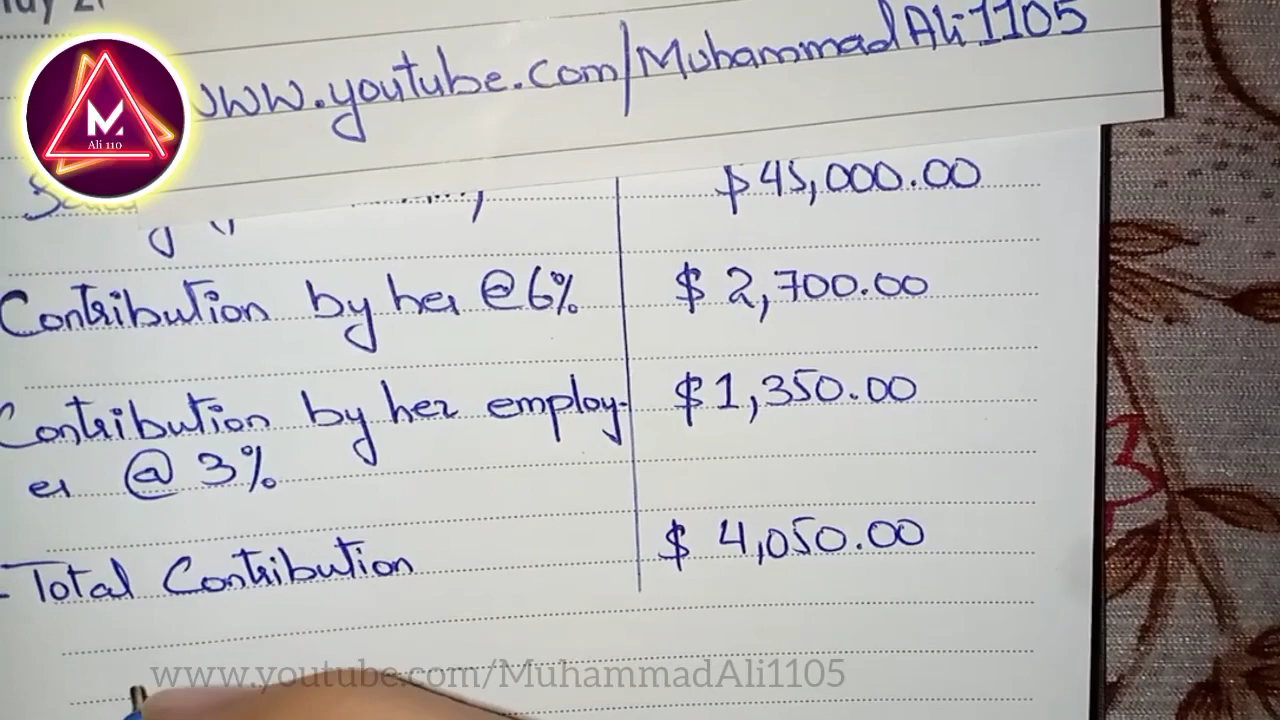 www.youtube.com/MuhammadAli1105
M
Ali 110
$45,000.00
Contribution by her @6% $ 2,700.00
Contribution by her employ- $1,350.00
er @ 3%
Total Contribution $ 4,050.00
www.youtube.com/MuhammadAli1105